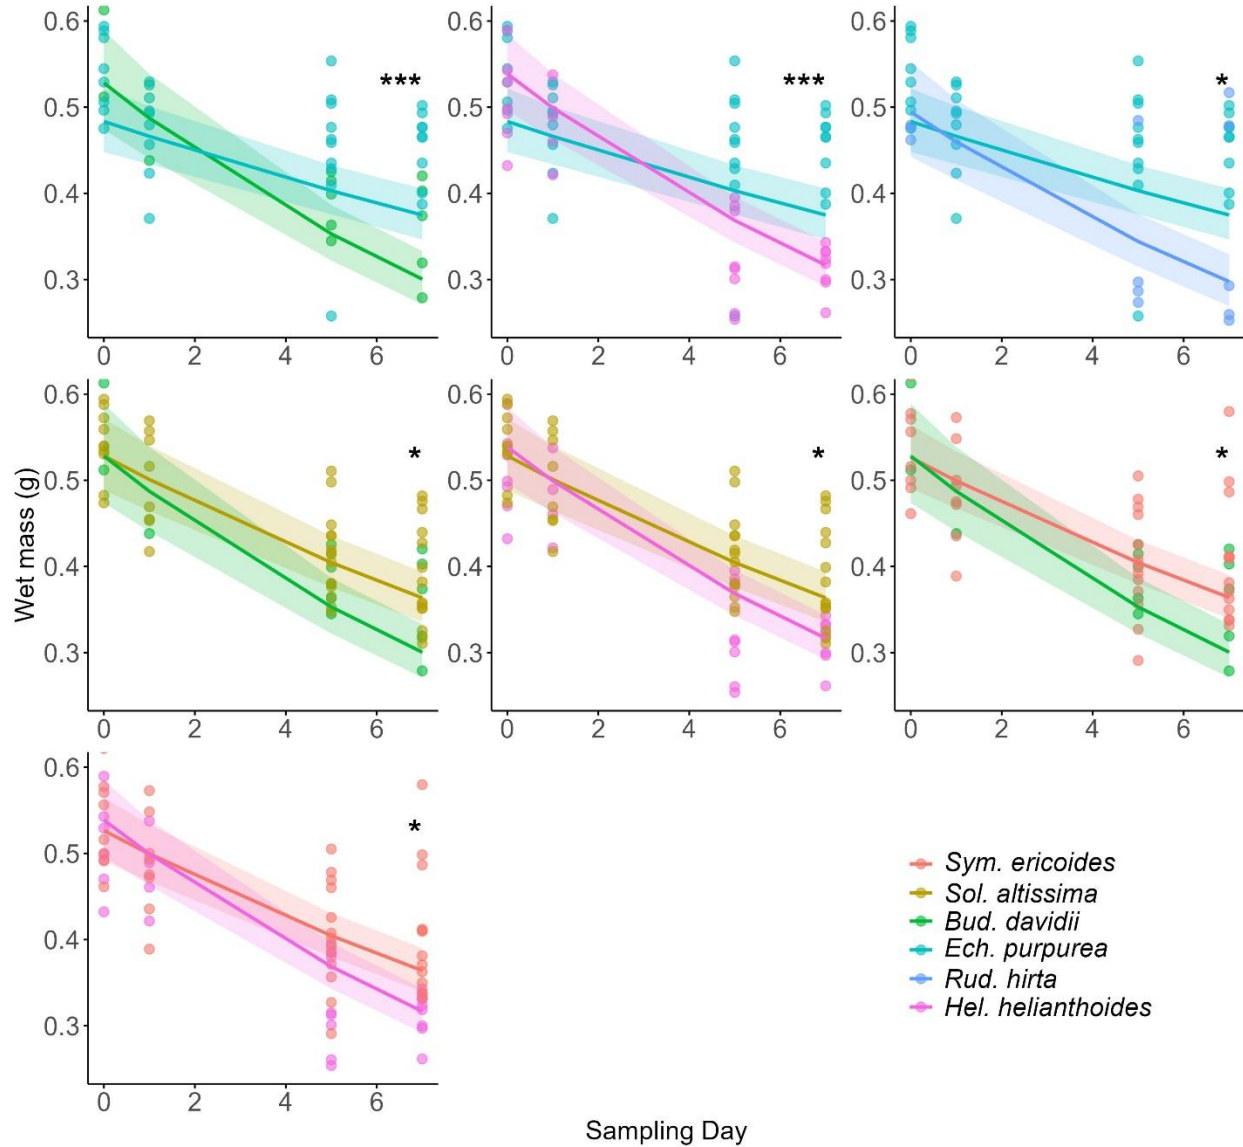 0.6
0.5
0.4
0.3
0 2 4 6
***
0.6
0.5
0.4
0.3
0 2 4 6
***
0.6
0.5
0.4
0.3
0 2 4 6
*
0.6
0.5
0.4
0.3
0 2 4 6
*
0.6
0.5
0.4
0.3
0 2 4 6
*
0.6
0.5
0.4
0.3
0 2 4 6
*
0.6
0.5
0.4
0.3
0 2 4 6
*
Wet mass (g)
Sampling Day
Sym. ericoides
Sol. altissima
Bud. davidii
Ech. purpurea
Rud. hirta
Hel. helianthoides